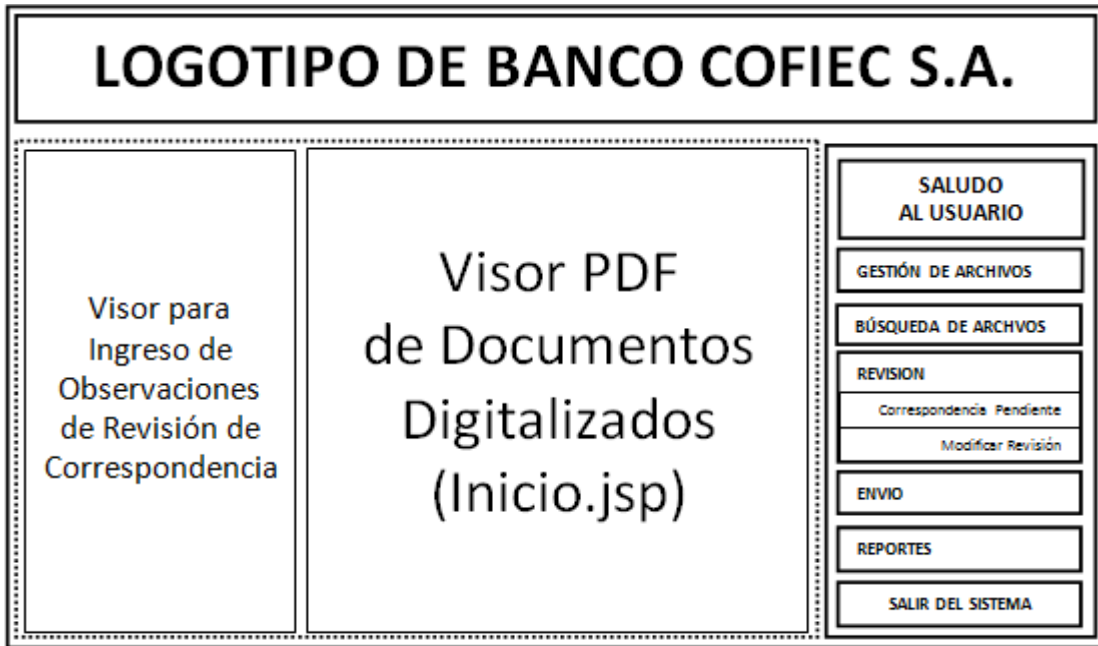 LOGOTIPO DE BANCO COFIEC S.A.
Visor para
Ingreso de
Observaciones
de Revisión de
Correspondencia
Visor PDF
de Documentos
Digitalizados
(Inicio.jsp)
SALUDO
AL USUARIO
GESTIÓN DE ARCHIVOS
BÚSQUEDA DE ARCHVOS
REVISION
Correspondencia Pendiente
Modificar Revisión
ENVIO
REPORTES
SALIR DEL SISTEMA